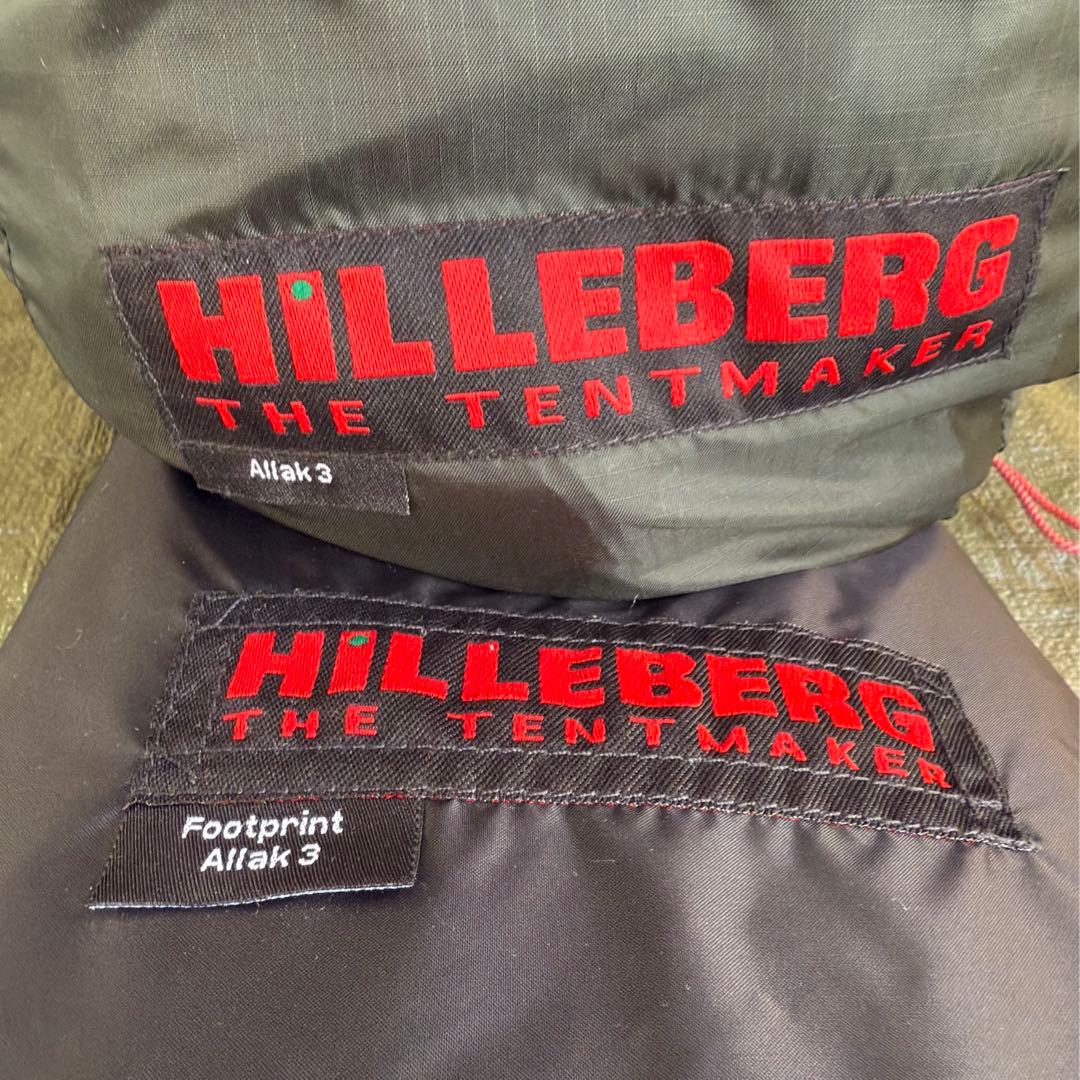 HiLLEBERG
THE TENTMAKER
Allak 3
HiLLEBERG
THE TENTMAKER
Footprint
Allak 3